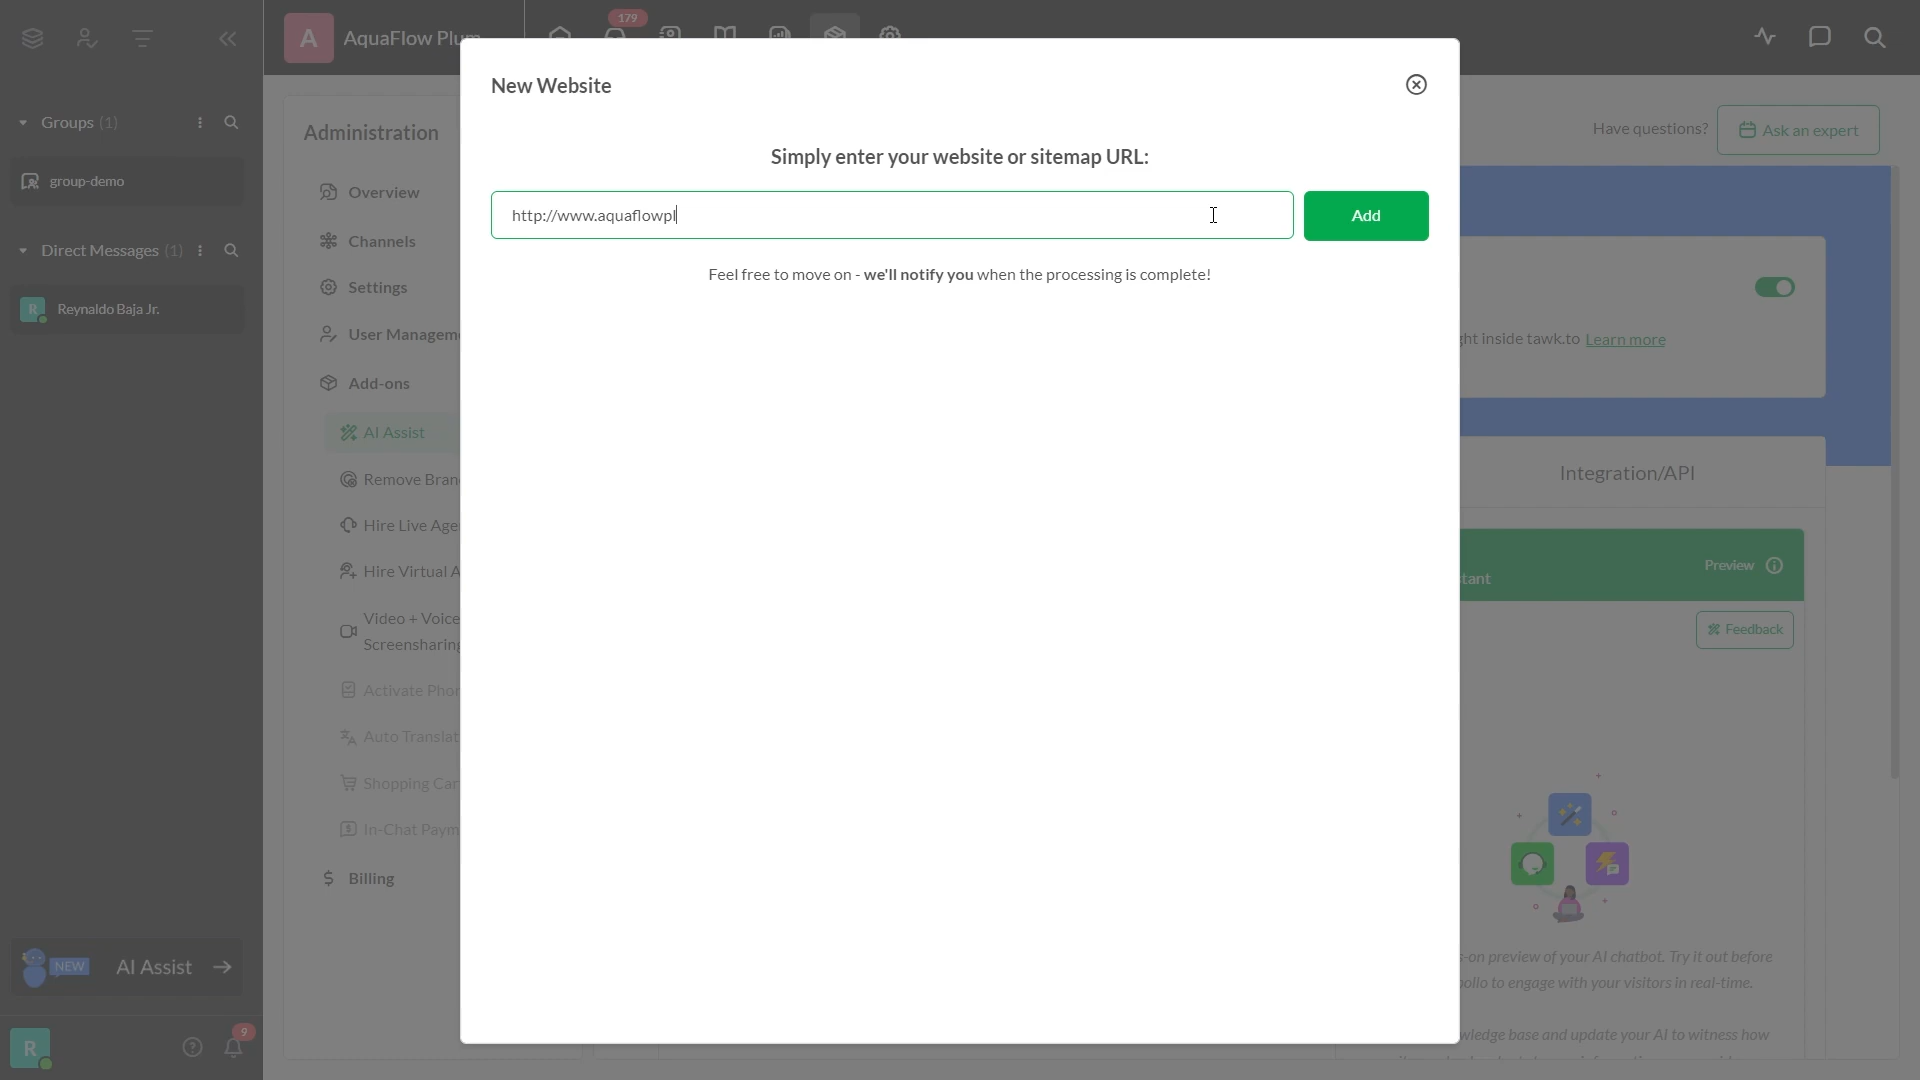 A
AquaFlow Plum
179
New Website
Simply enter your website or sitemap URL:
http://www.aquaflowpl
Add
Feel free to move on - we'll notify you when the processing is complete!
Groups (1)
group-demo
Direct Messages (1)
R
Reynaldo Baja Jr.
NEW
AI Assist
R
9
Administration
Overview
Channels
Settings
User Managem
Add-ons
AI Assist
Remove Bran
Hire Live Age
Hire Virtual A
Video + Voice
Screensharing
Activate Phon
Auto Translat
Shopping Car
In-Chat Paym
Billing
Have questions?
Ask an expert
ght inside tawk.to Learn more
Integration/API
stant
Preview
Feedback
s-on preview of your AI chatbot. Try it out before
ollo to engage with your visitors in real-time.
wledge base and update your AI to witness how